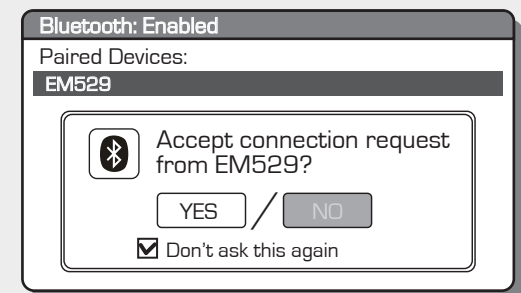 Bluetooth: Enabled
Paired Devices:
EM529
Accept connection request
from EM529?
YES / NO
Don't ask this again